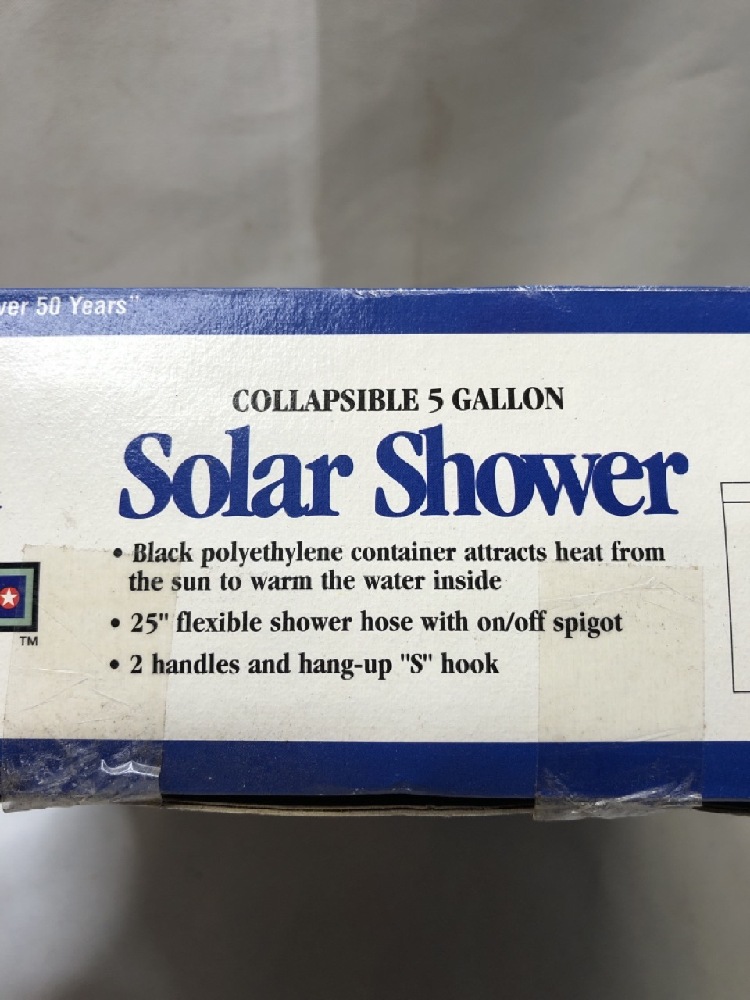 50 Years"
COLLAPSIBLE 5 GALLON
Solar Shower
• Black polyethylene container attracts heat from
the sun to warm the water inside
• 25" flexible shower hose with on/off spigot
• 2 handles and hang-up "S" hook
TM